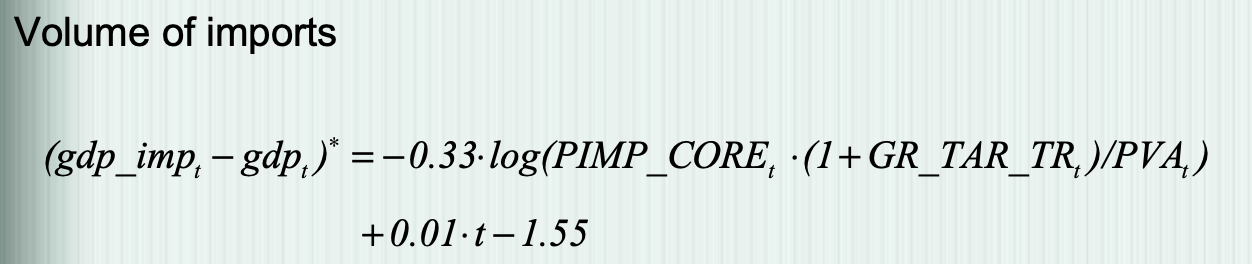 Volume of imports
(gdp_imp_t − gdp_t)* = −0.33·log(PIMP_CORE_t ·(1+GR_TAR_TR_t)/PVA_t)
+0.01·t−1.55